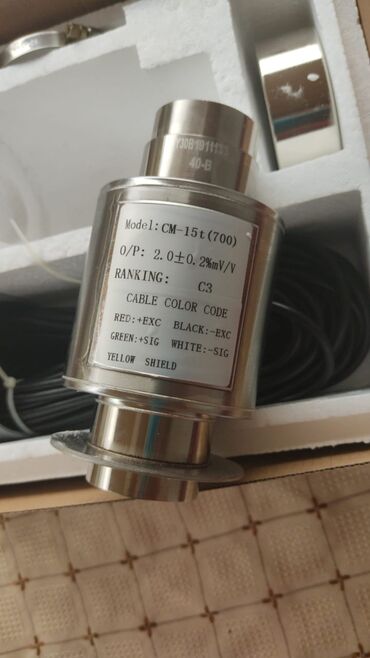 40-B
Model:CM-15t(700)
O/P: 2.0±0.2%mV/V
RANKING: C3
CABLE COLOR CODE
RED:+EXC BLACK:-EXC
GREEN:+SIG WHITE:-SIG
YELLOW SHIELD